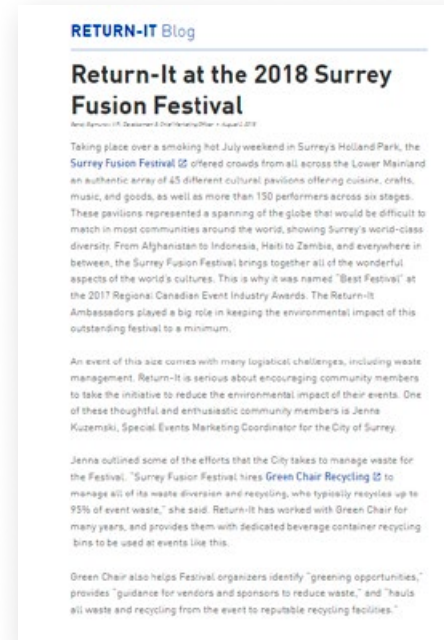 RETURN-IT Blog
Return-It at the 2018 Surrey
Fusion Festival
Development & Chief Marketing Officer • August 2, 2018
Taking place over a smoking hot July weekend in Surrey's Holland Park, the
Surrey Fusion Festival offered crowds from all across the Lower Mainland
an authentic array of 45 different cultural pavilions offering cuisine, crafts,
music, and goods, as well as more than 150 performers across six stages.
These pavilions represented a spanning of the globe that would be difficult to
match in most communities around the world, showing Surrey's world-class
diversity. From Afghanistan to Indonesia, Haiti to Zambia, and everywhere in
between, the Surrey Fusion Festival brings together all of the wonderful
aspects of the world's cultures. This is why it was named "Best Festival" at
the 2017 Regional Canadian Event Industry Awards. The Return-It
Ambassadors played a big role in keeping the environmental impact of this
outstanding festival to a minimum.
An event of this size comes with many logistical challenges, including waste
management. Return-It is serious about encouraging community members
to take the initiative to reduce the environmental impact of their events. One
of these thoughtful and enthusiastic community members is Jenna
Kuzemski, Special Events Marketing Coordinator for the City of Surrey.
Jenna outlined some of the efforts that the City takes to manage waste for
the Festival. "Surrey Fusion Festival hires Green Chair Recycling to
manage all of its waste diversion and recycling, who typically recycles up to
95% of event waste," she said. Return-It has worked with Green Chair for
many years, and provides them with dedicated beverage container recycling
bins to be used at events like this.
Green Chair also helps Festival organizers identify "greening opportunities,"
provides "guidance for vendors and sponsors to reduce waste," and "hauls
all waste and recycling from the event to reputable recycling facilities."